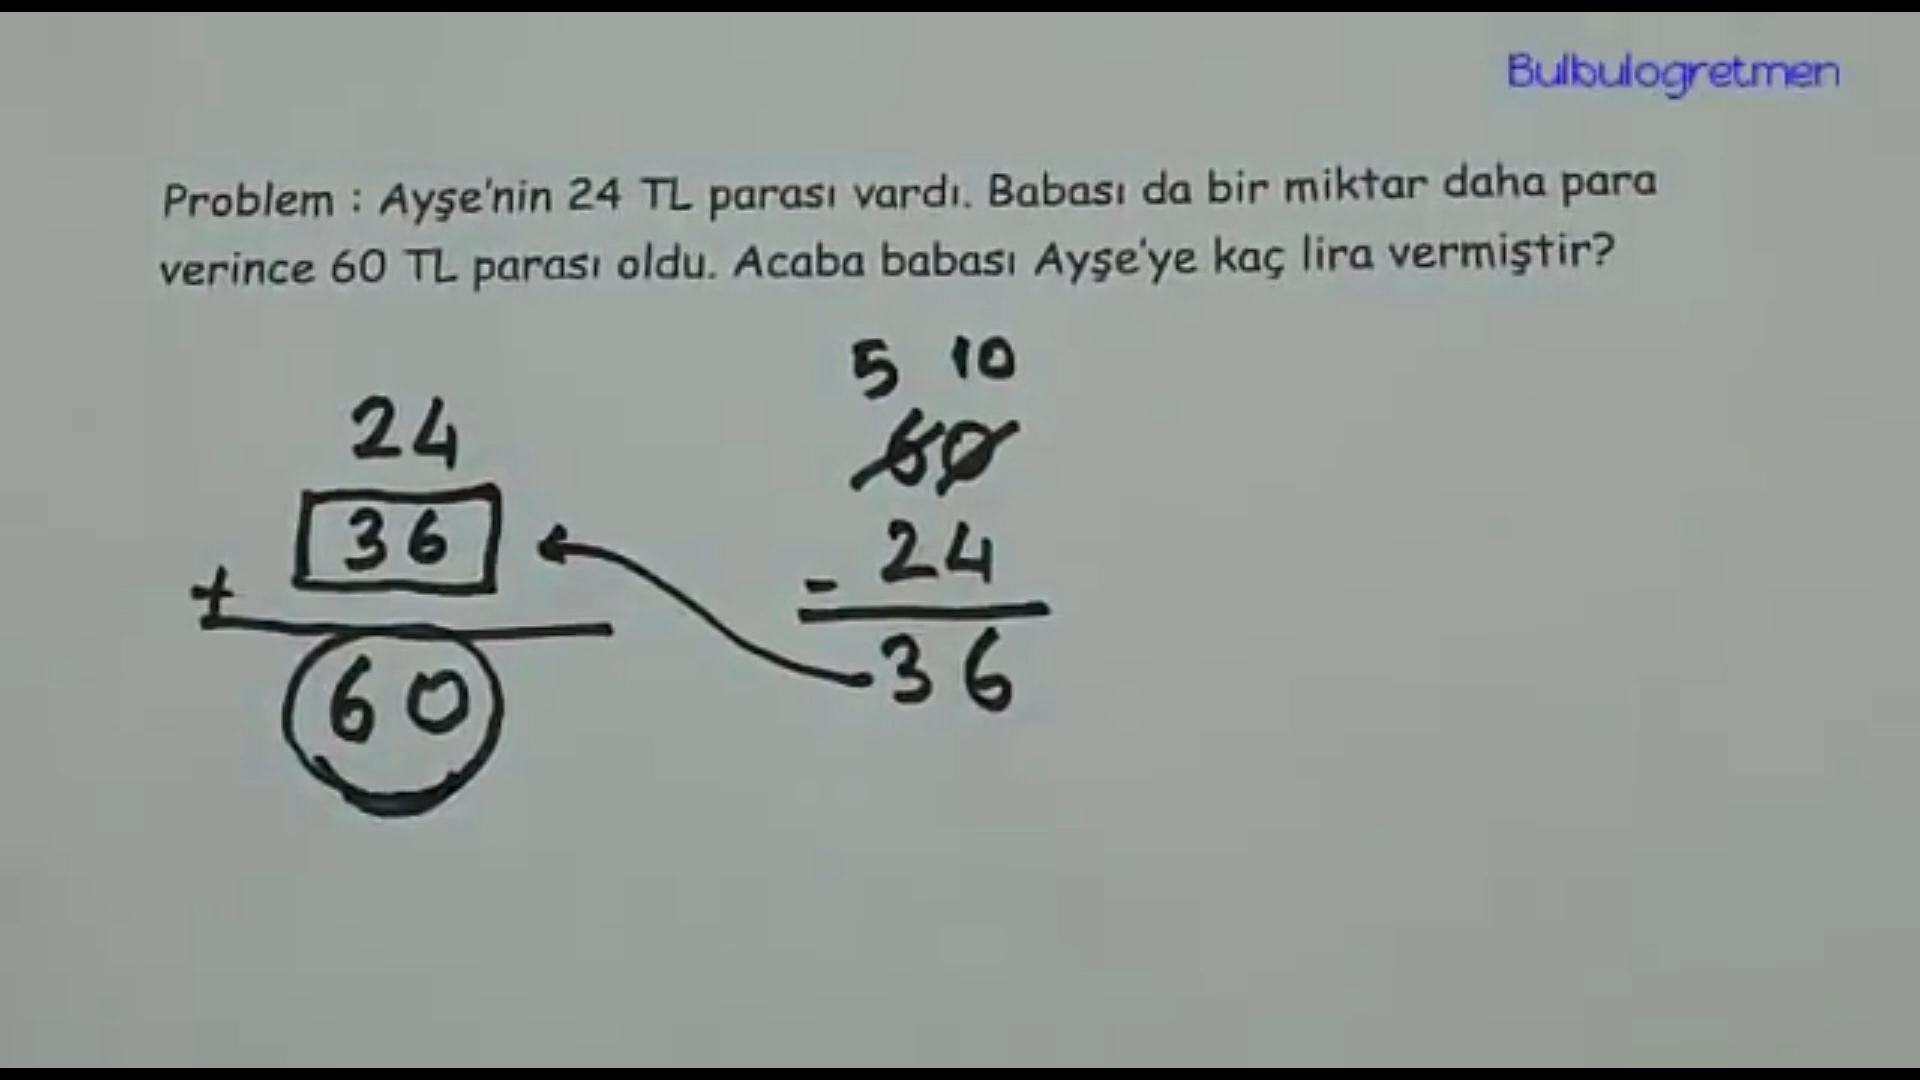 Bulbulogretmen
Problem : Ayşe'nin 24 TL parası vardı. Babası da bir miktar daha para
verince 60 TL parası oldu. Acaba babası Ayşe'ye kaç lira vermiştir?
24
36
+
60
5 10
60
- 24
36